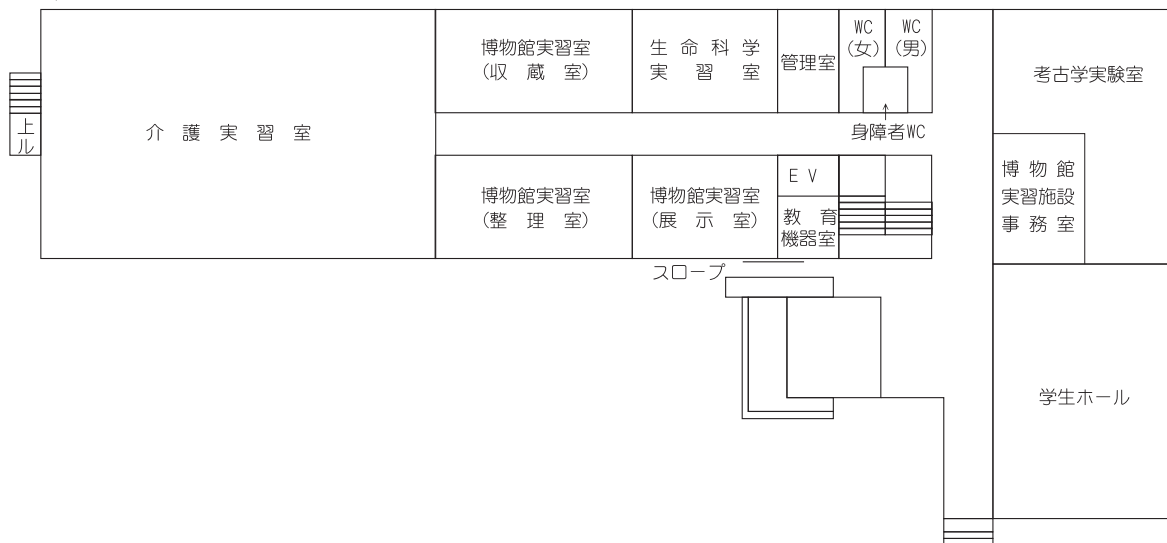 博物館実習室
(収蔵室)
生命科学
実習室
管理室
WC
(女)
WC
(男)
考古学実験室
上ル
介護実習室
身障者WC
博物館実習室
(整理室)
博物館実習室
(展示室)
EV
教育
機器室
博物館
実習施設
事務室
スロープ
学生ホール